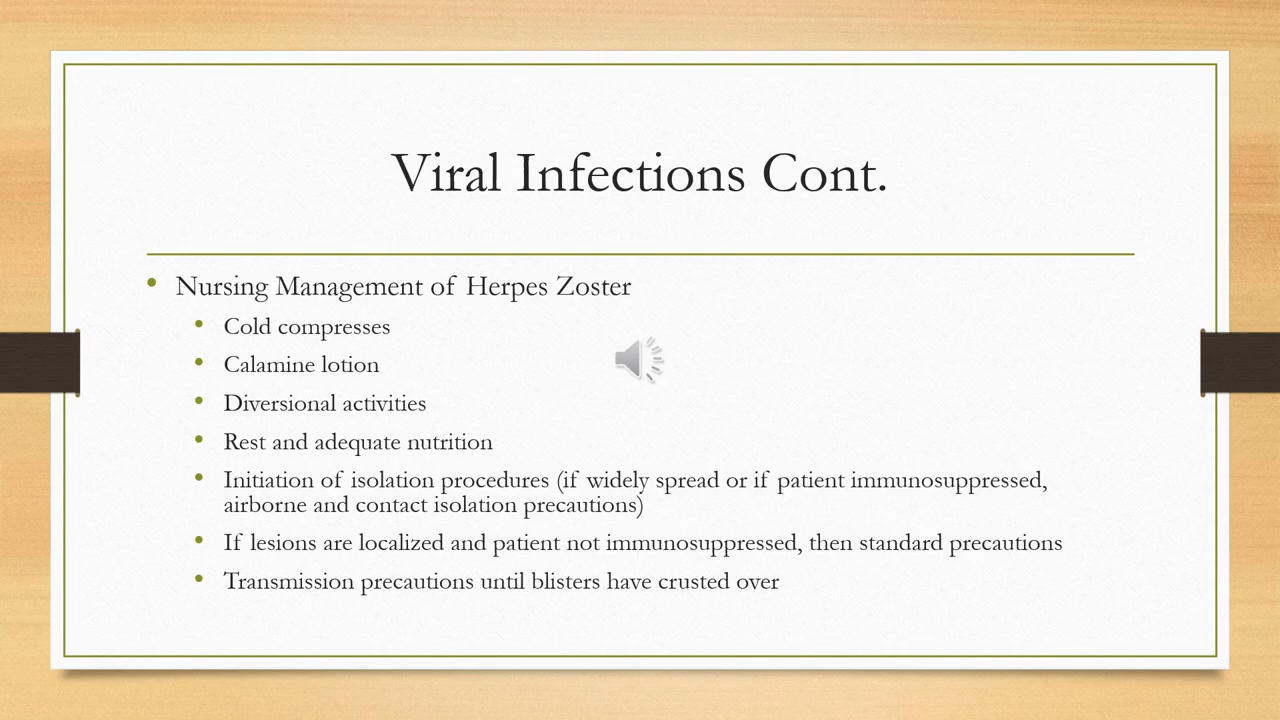 Viral Infections Cont.
• Nursing Management of Herpes Zoster
• Cold compresses
• Calamine lotion
• Diversional activities
• Rest and adequate nutrition
• Initiation of isolation procedures (if widely spread or if patient immunosuppressed,
airborne and contact isolation precautions)
• If lesions are localized and patient not immunosuppressed, then standard precautions
• Transmission precautions until blisters have crusted over